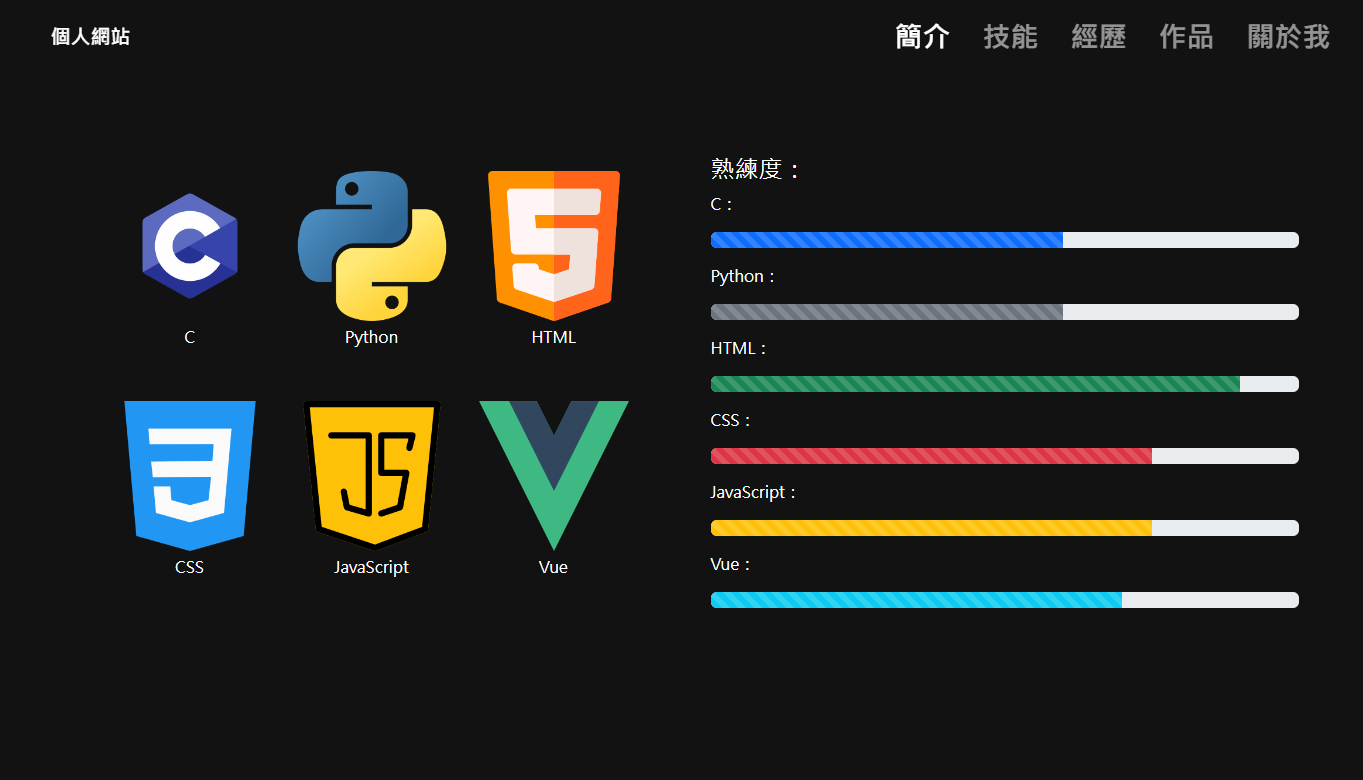 個人網站
簡介 技能 經歷 作品 關於我
C
Python
HTML
CSS
JavaScript
Vue
熟練度：
C：
Python：
HTML：
CSS：
JavaScript：
Vue：